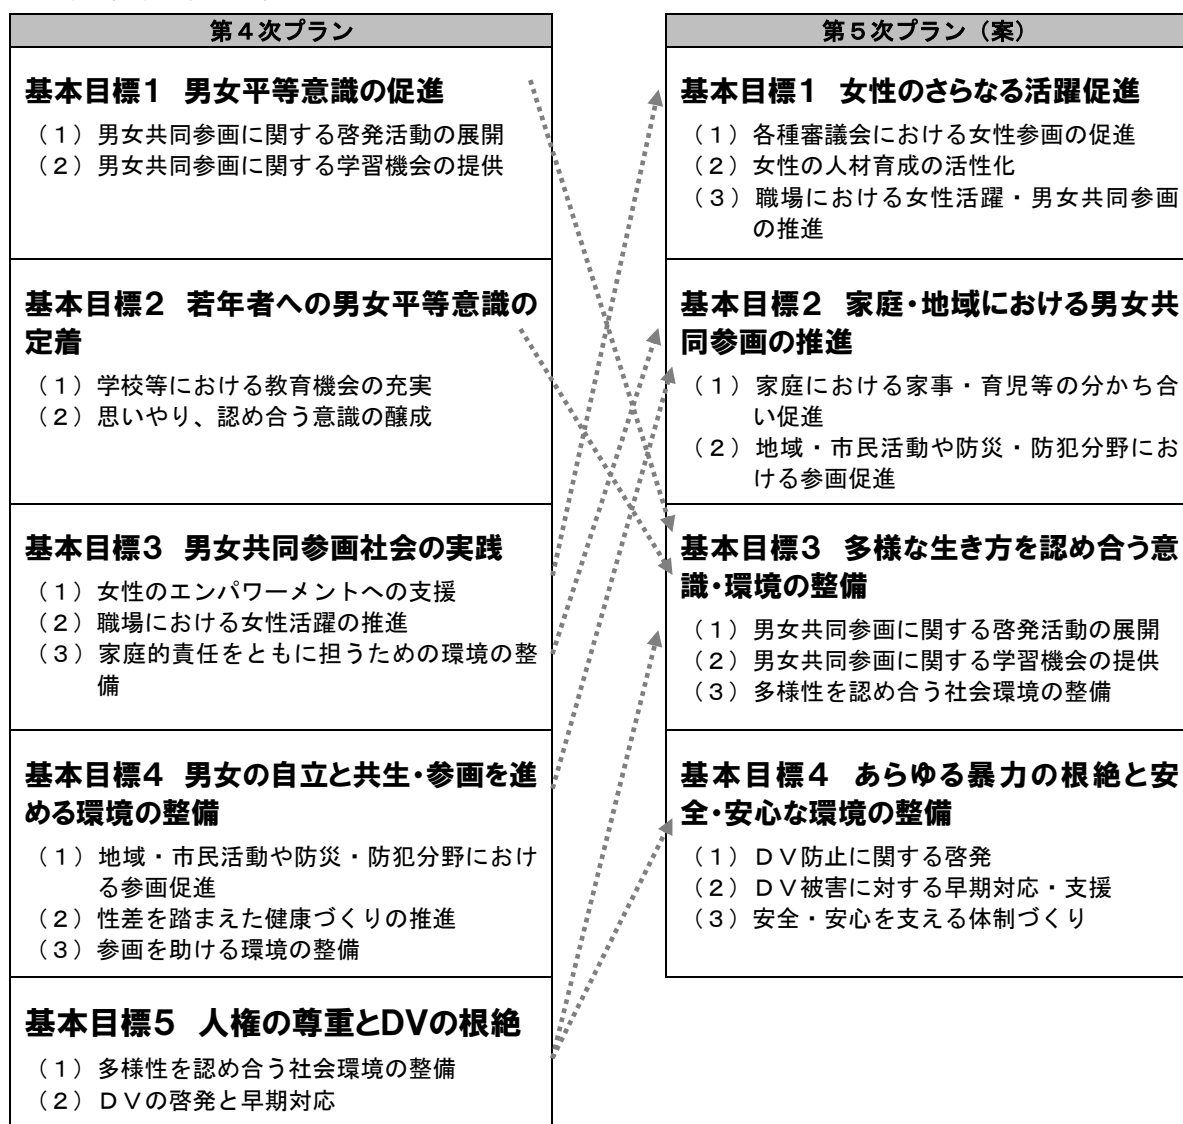 第４次プラン
基本目標１　男女平等意識の促進
（１）男女共同参画に関する啓発活動の展開
（２）男女共同参画に関する学習機会の提供
基本目標２　若年者への男女平等意識の
定着
（１）学校等における教育機会の充実
（２）思いやり、認め合う意識の醸成
基本目標３　男女共同参画社会の実践
（１）女性のエンパワーメントへの支援
（２）職場における女性活躍の推進
（３）家庭的責任をともに担うための環境の整
備
基本目標４　男女の自立と共生・参画を進
める環境の整備
（１）地域・市民活動や防災・防犯分野におけ
る参画促進
（２）性差を踏まえた健康づくりの推進
（３）参画を助ける環境の整備
基本目標５　人権の尊重とDVの根絶
（１）多様性を認め合う社会環境の整備
（２）ＤＶの啓発と早期対応
第５次プラン（案）
基本目標１　女性のさらなる活躍促進
（１）各種審議会における女性参画の促進
（２）女性の人材育成の活性化
（３）職場における女性活躍・男女共同参画
の推進
基本目標２　家庭・地域における男女共
同参画の推進
（１）家庭における家事・育児等の分かち合
い促進
（２）地域・市民活動や防災・防犯分野にお
ける参画促進
基本目標３　多様な生き方を認め合う意
識・環境の整備
（１）男女共同参画に関する啓発活動の展開
（２）男女共同参画に関する学習機会の提供
（３）多様性を認め合う社会環境の整備
基本目標４　あらゆる暴力の根絶と安
全・安心な環境の整備
（１）ＤＶ防止に関する啓発
（２）ＤＶ被害に対する早期対応・支援
（３）安全・安心を支える体制づくり